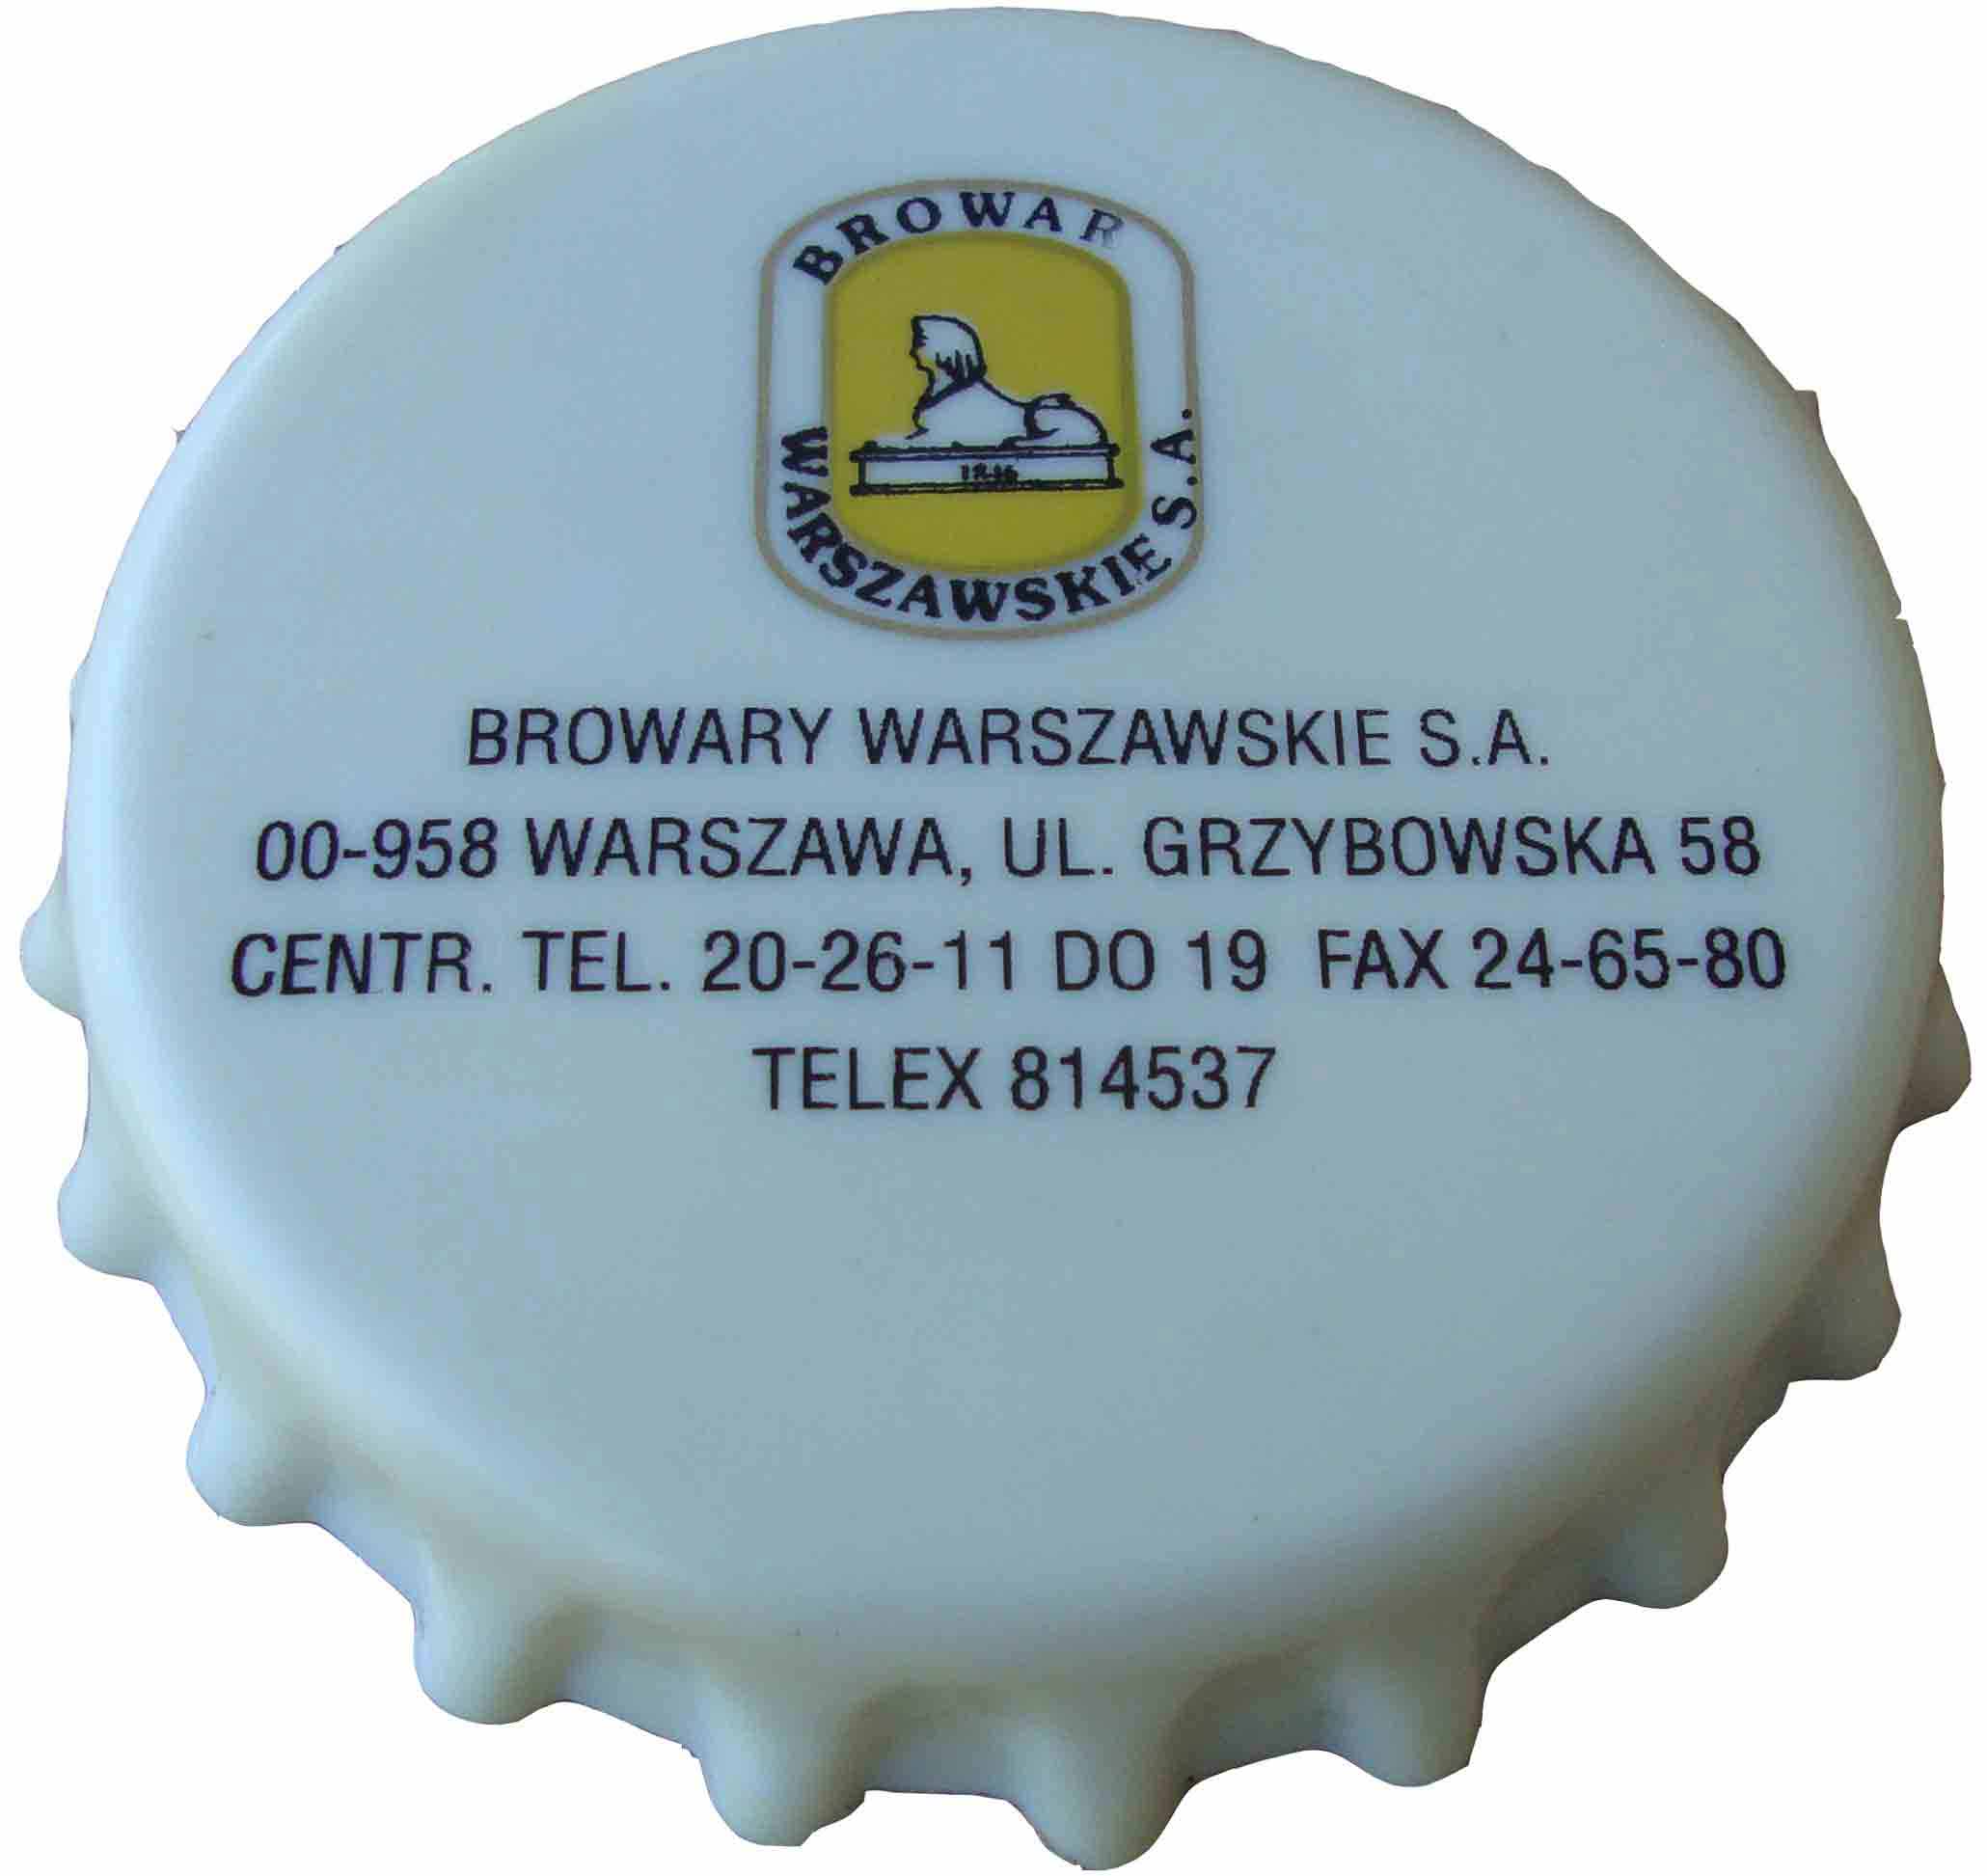 BROWAR
WARSZAWSKIE S.A.
1846
BROWARY WARSZAWSKIE S.A.
00-958 WARSZAWA, UL. GRZYBOWSKA 58
CENTR. TEL. 20-26-11 DO 19 FAX 24-65-80
TELEX 814537